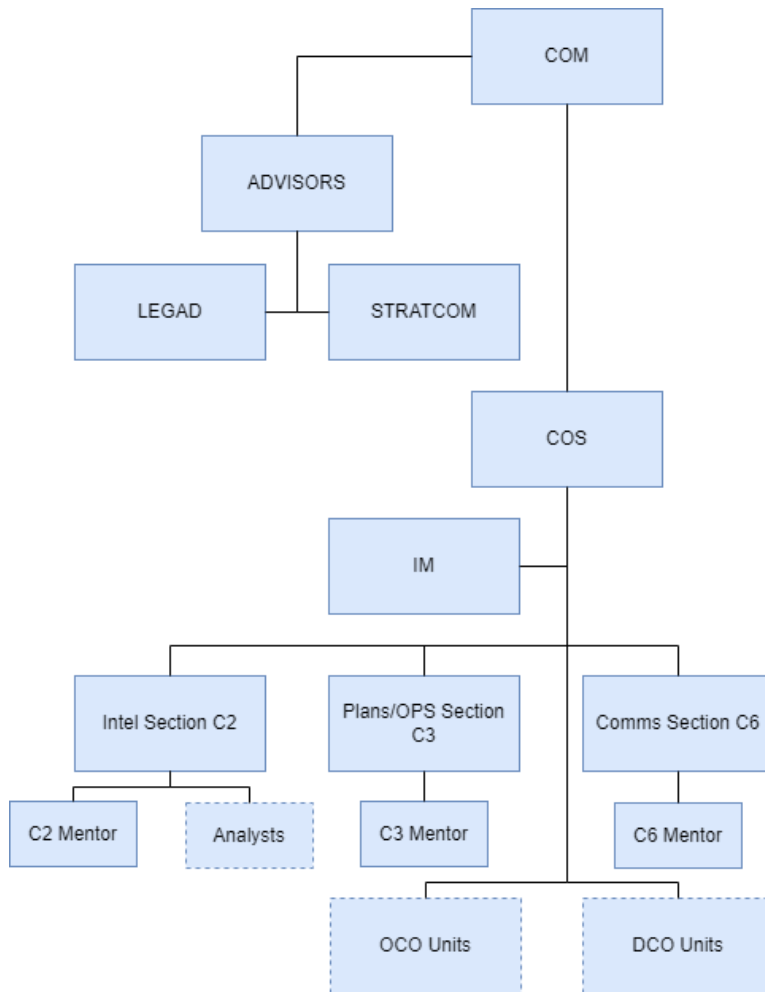 COM
ADVISORS
LEGAD
STRATCOM
COS
IM
Intel Section C2
Plans/OPS Section
C3
Comms Section C6
C2 Mentor
Analysts
C3 Mentor
C6 Mentor
OCO Units
DCO Units